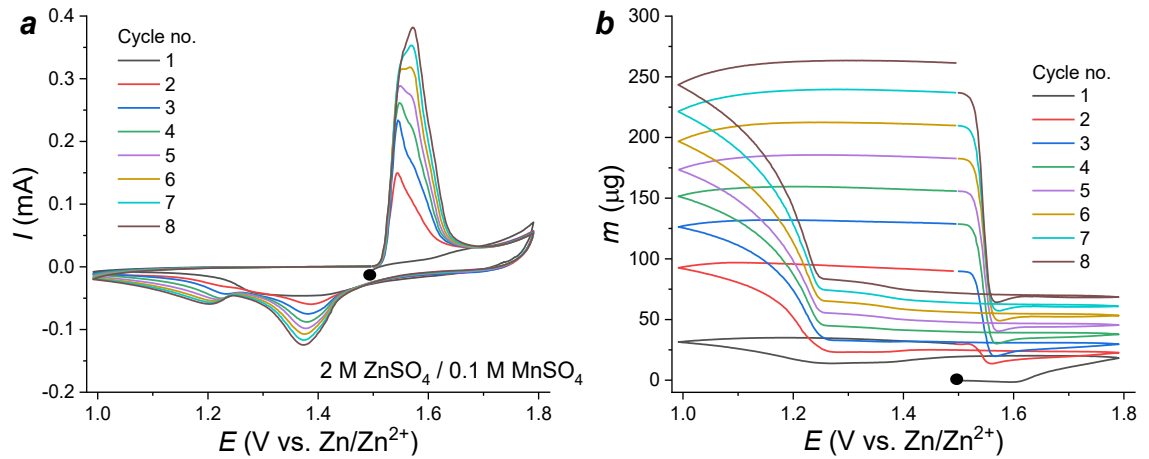 a
0.4
0.3
0.2
0.1
0.0
-0.1
-0.2
I (mA)
Cycle no.
1
2
3
4
5
6
7
8
2 M ZnSO₄ / 0.1 M MnSO₄
1.0 1.2 1.4 1.6 1.8
E (V vs. Zn/Zn²⁺)
b
300
250
200
150
100
50
0
m (μg)
Cycle no.
1
2
3
4
5
6
7
8
1.0 1.2 1.4 1.6 1.8
E (V vs. Zn/Zn²⁺)